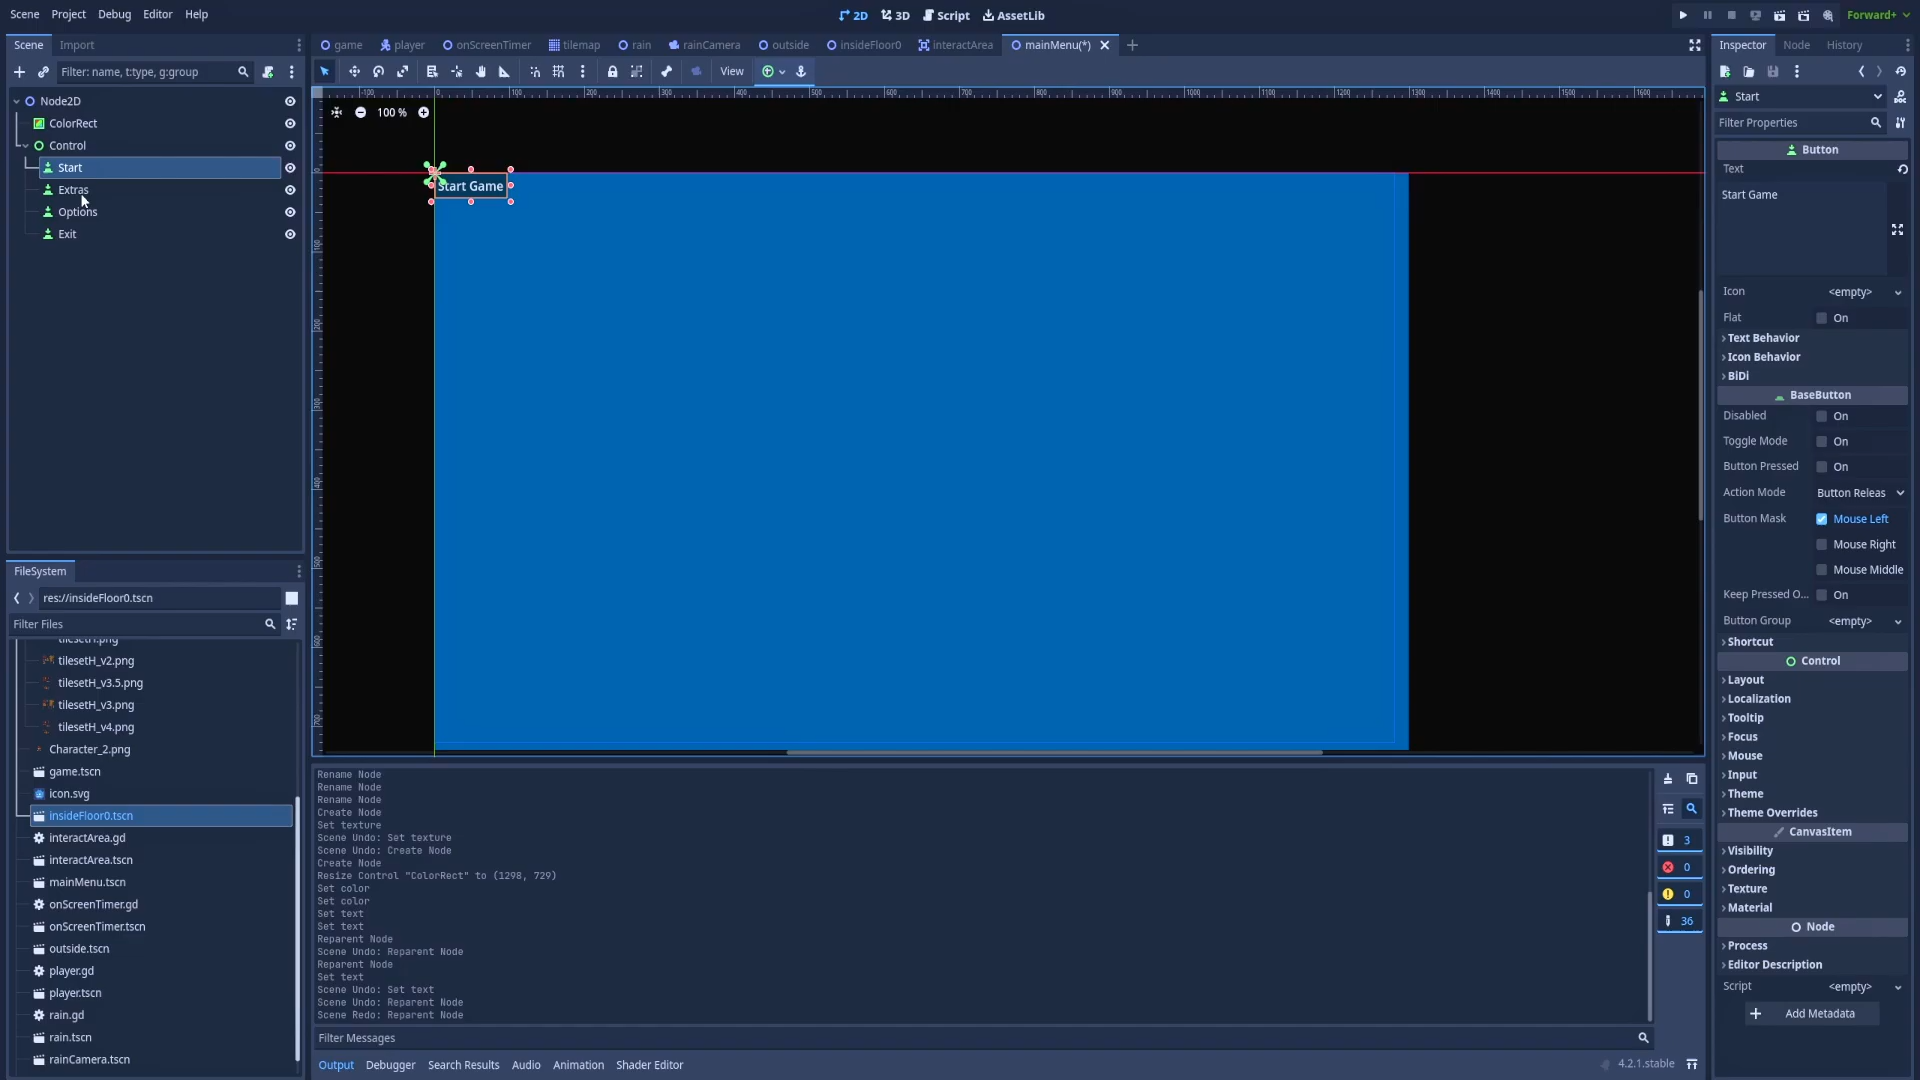 Scene Project Debug Editor Help
2D 3D Script AssetLib
Forward+
Scene Import
game player onScreenTimer tilemap rain rainCamera outside insideFloor0 interactArea mainMenu(*)
Inspector Node History
Filter: name, t:type, g:group
View
Node2D
ColorRect
Control
Start
Extras
Options
Exit
100 %
Start Game
Start
Filter Properties
Button
Text
Start Game
Icon <empty>
Flat On
Text Behavior
Icon Behavior
BiDi
BaseButton
Disabled On
Toggle Mode On
Button Pressed On
Action Mode Button Releas
Button Mask Mouse Left
Mouse Right
Mouse Middle
Keep Pressed O... On
Button Group <empty>
Shortcut
Control
Layout
Localization
Tooltip
Focus
Mouse
Input
Theme
Theme Overrides
CanvasItem
Visibility
Ordering
Texture
Material
Node
Process
Editor Description
Script <empty>
Add Metadata
FileSystem
res://insideFloor0.tscn
Filter Files
tilesetH.png
tilesetH_v2.png
tilesetH_v3.5.png
tilesetH_v3.png
tilesetH_v4.png
Character_2.png
game.tscn
icon.svg
insideFloor0.tscn
interactArea.gd
interactArea.tscn
mainMenu.tscn
onScreenTimer.gd
onScreenTimer.tscn
outside.tscn
player.gd
player.tscn
rain.gd
rain.tscn
rainCamera.tscn
Rename Node
Rename Node
Rename Node
Create Node
Set texture
Scene Undo: Set texture
Scene Undo: Create Node
Create Node
Resize Control "ColorRect" to (1298, 729)
Set color
Set color
Set text
Set text
Reparent Node
Scene Undo: Reparent Node
Reparent Node
Set text
Scene Undo: Set text
Scene Undo: Reparent Node
Scene Redo: Reparent Node
3
0
0
36
Filter Messages
Output Debugger Search Results Audio Animation Shader Editor
4.2.1.stable